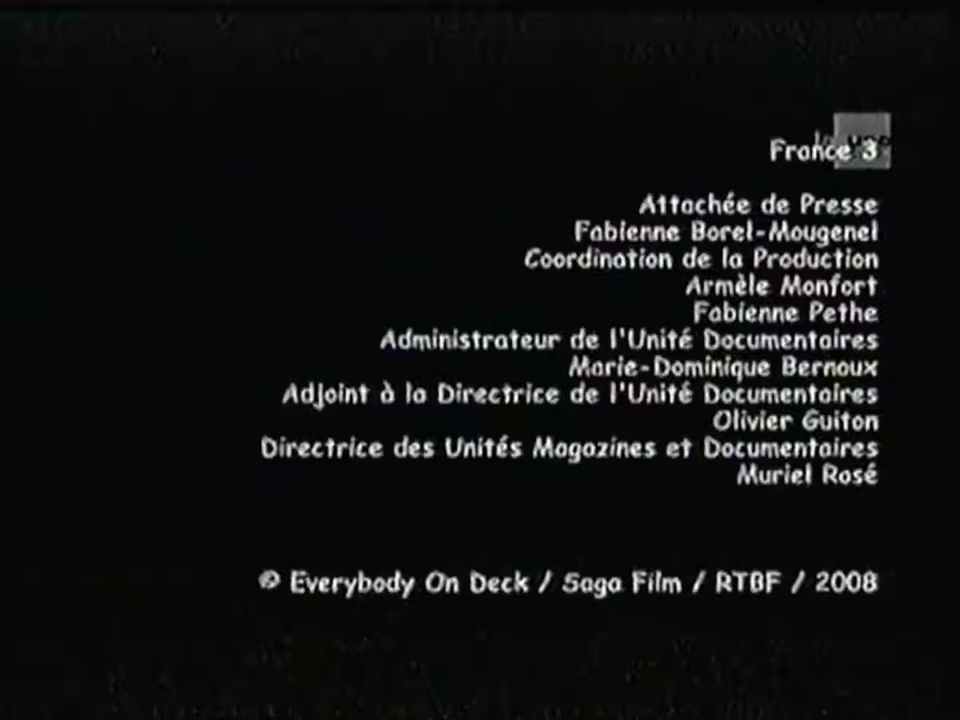 France 3
Attachée de Presse
Fabienne Borel-Mougenel
Coordination de la Production
Armèle Monfort
Fabienne Pethe
Administrateur de l'Unité Documentaires
Marie-Dominique Bernoux
Adjoint à la Directrice de l'Unité Documentaires
Olivier Guiton
Directrice des Unités Magazines et Documentaires
Muriel Rosé
© Everybody On Deck / Saga Film / RTBF / 2008